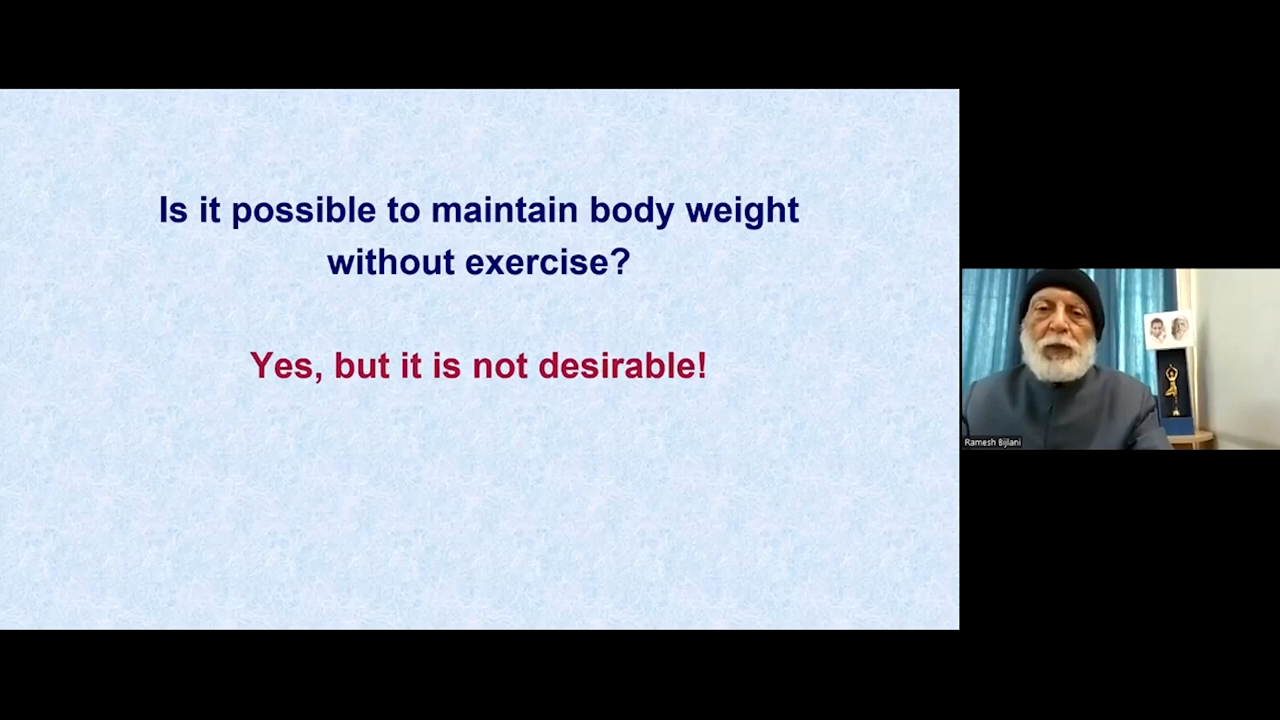 Is it possible to maintain body weight
without exercise?
Yes, but it is not desirable!
Ramesh Bijlani